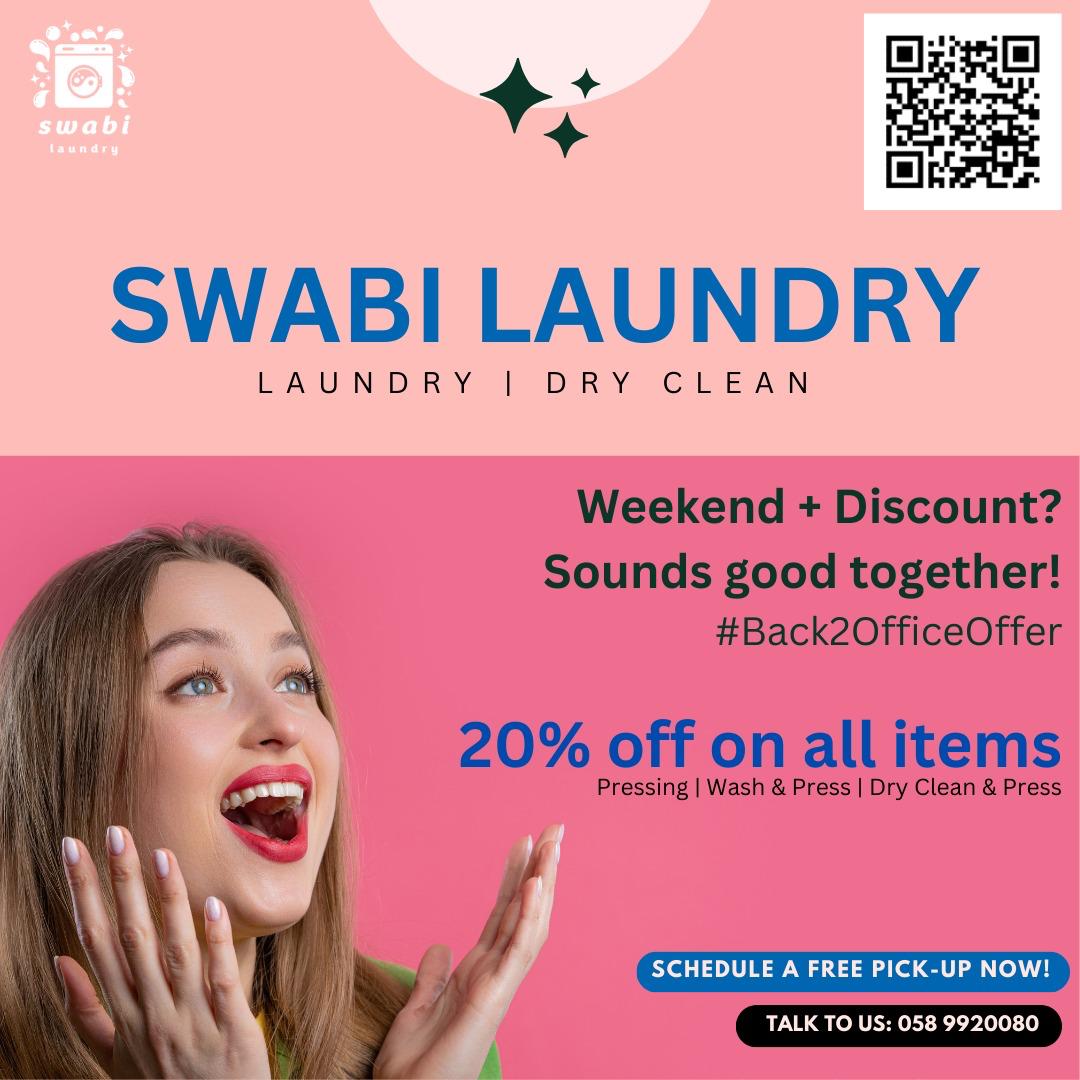 swabi
laundry
SWABI LAUNDRY
LAUNDRY | DRY CLEAN
Weekend + Discount?
Sounds good together!
#Back2OfficeOffer
20% off on all items
Pressing | Wash & Press | Dry Clean & Press
SCHEDULE A FREE PICK-UP NOW!
TALK TO US: 058 9920080